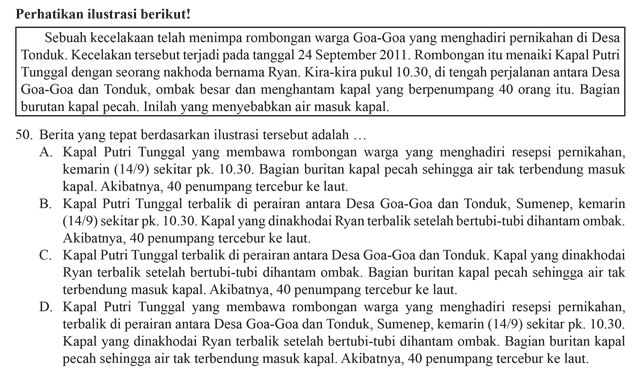 Perhatikan ilustrasi berikut!
Sebuah kecelakaan telah menimpa rombongan warga Goa-Goa yang menghadiri pernikahan di Desa
Tonduk. Kecelakan tersebut terjadi pada tanggal 24 September 2011. Rombongan itu menaiki Kapal Putri
Tunggal dengan seorang nakhoda bernama Ryan. Kira-kira pukul 10.30, di tengah perjalanan antara Desa
Goa-Goa dan Tonduk, ombak besar dan menghantam kapal yang berpenumpang 40 orang itu. Bagian
burutan kapal pecah. Inilah yang menyebabkan air masuk kapal.
50. Berita yang tepat berdasarkan ilustrasi tersebut adalah …
A. Kapal Putri Tunggal yang membawa rombongan warga yang menghadiri resepsi pernikahan,
kemarin (14/9) sekitar pk. 10.30. Bagian buritan kapal pecah sehingga air tak terbendung masuk
kapal. Akibatnya, 40 penumpang tercebur ke laut.
B. Kapal Putri Tunggal terbalik di perairan antara Desa Goa-Goa dan Tonduk, Sumenep, kemarin
(14/9) sekitar pk. 10.30. Kapal yang dinakhodai Ryan terbalik setelah bertubi-tubi dihantam ombak.
Akibatnya, 40 penumpang tercebur ke laut.
C. Kapal Putri Tunggal terbalik di perairan antara Desa Goa-Goa dan Tonduk. Kapal yang dinakhodai
Ryan terbalik setelah bertubi-tubi dihantam ombak. Bagian buritan kapal pecah sehingga air tak
terbendung masuk kapal. Akibatnya, 40 penumpang tercebur ke laut.
D. Kapal Putri Tunggal yang membawa rombongan warga yang menghadiri resepsi pernikahan,
terbalik di perairan antara Desa Goa-Goa dan Tonduk, Sumenep, kemarin (14/9) sekitar pk. 10.30.
Kapal yang dinakhodai Ryan terbalik setelah bertubi-tubi dihantam ombak. Bagian buritan kapal
pecah sehingga air tak terbendung masuk kapal. Akibatnya, 40 penumpang tercebur ke laut.